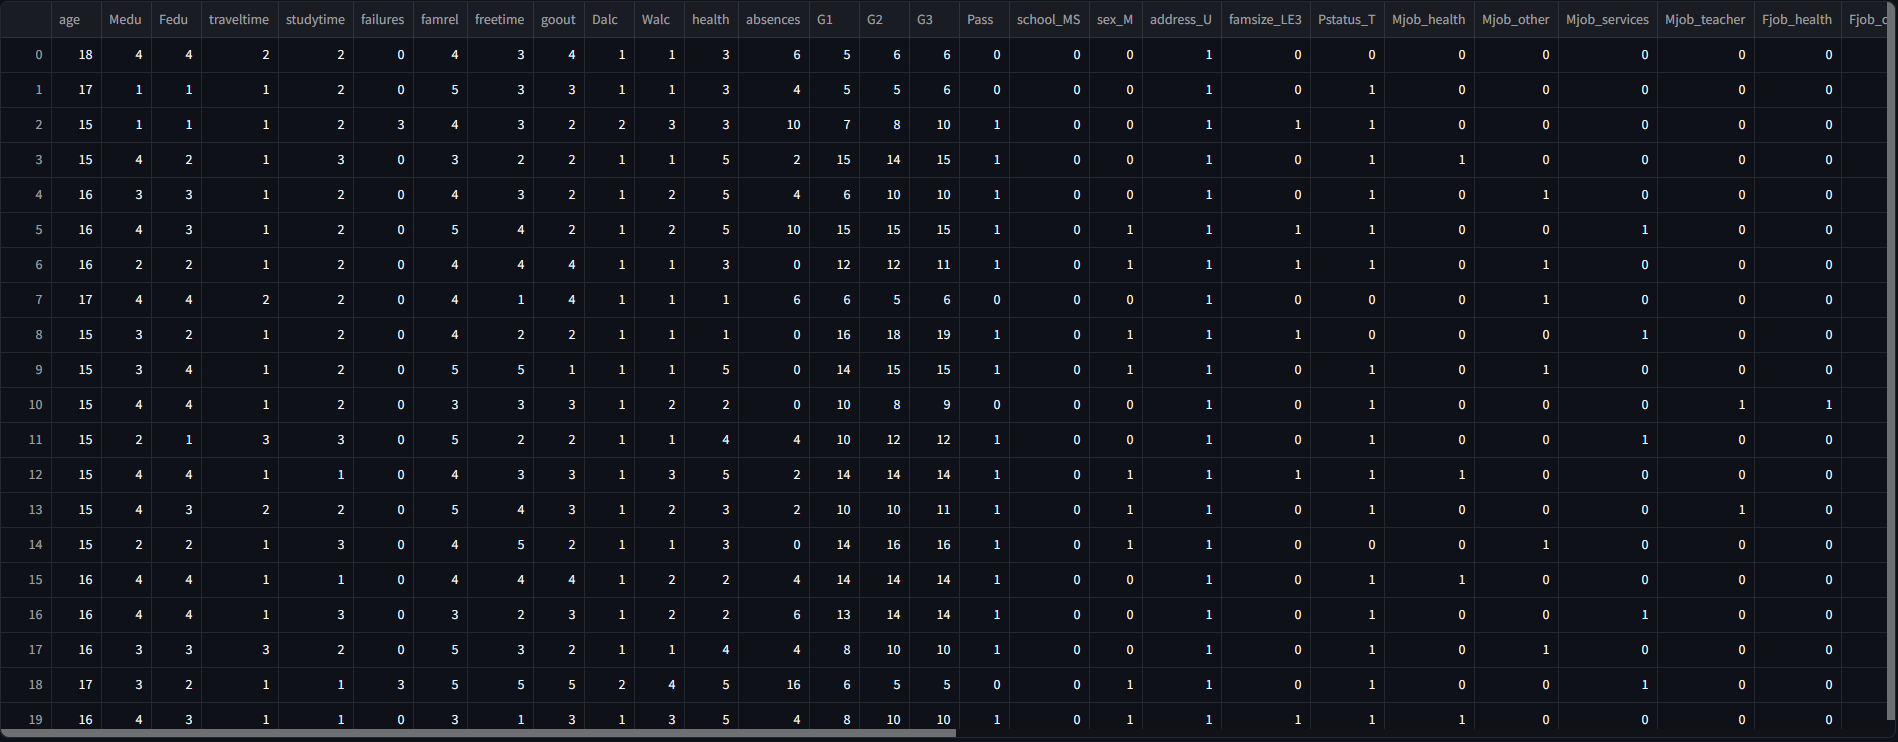 age Medu Fedu traveltime studytime failures famrel freetime goout Dalc Walc health absences G1 G2 G3 Pass school_MS sex_M address_U famsize_LE3 Pstatus_T Mjob_health Mjob_other Mjob_services Mjob_teacher Fjob_health Fjob_o
0 18 4 4 2 2 0 4 3 4 1 1 3 6 5 6 6 0 0 0 1 0 0 0 0 0 0 0
1 17 1 1 1 2 0 5 3 3 1 1 3 4 5 5 6 0 0 0 1 0 1 0 0 0 0 0
2 15 1 1 1 2 3 4 3 2 2 3 3 10 7 8 10 1 0 0 1 1 1 0 0 0 0 0
3 15 4 2 1 3 0 3 2 2 1 1 5 2 15 14 15 1 0 0 1 0 1 1 0 0 0 0
4 16 3 3 1 2 0 4 3 2 1 2 5 4 6 10 10 1 0 0 1 0 1 0 1 0 0 0
5 16 4 3 1 2 0 5 4 2 1 2 5 10 15 15 15 1 0 1 1 1 1 0 0 1 0 0
6 16 2 2 1 2 0 4 4 4 1 1 3 0 12 12 11 1 0 1 1 1 1 0 1 0 0 0
7 17 4 4 2 2 0 4 1 4 1 1 1 6 6 5 6 0 0 0 1 0 0 0 1 0 0 0
8 15 3 2 1 2 0 4 2 2 1 1 1 0 16 18 19 1 0 1 1 1 0 0 0 1 0 0
9 15 3 4 1 2 0 5 5 1 1 1 5 0 14 15 15 1 0 1 1 0 1 0 1 0 0 0
10 15 4 4 1 2 0 3 3 3 1 2 2 0 10 8 9 0 0 0 1 0 1 0 0 0 1 1
11 15 2 1 3 3 0 5 2 2 1 1 4 4 10 12 12 1 0 0 1 0 1 0 0 1 0 0
12 15 4 4 1 1 0 4 3 3 1 3 5 2 14 14 14 1 0 1 1 1 1 1 0 0 0 0
13 15 4 3 2 2 0 5 4 3 1 2 3 2 10 10 11 1 0 1 1 0 1 0 0 0 1 0
14 15 2 2 1 3 0 4 5 2 1 1 3 0 14 16 16 1 0 1 1 0 0 0 1 0 0 0
15 16 4 4 1 1 0 4 4 4 1 2 2 4 14 14 14 1 0 0 1 0 1 1 0 0 0 0
16 16 4 4 1 3 0 3 2 3 1 2 2 6 13 14 14 1 0 0 1 0 1 0 0 1 0 0
17 16 3 3 3 2 0 5 3 2 1 1 4 4 8 10 10 1 0 0 1 0 1 0 1 0 0 0
18 17 3 2 1 1 3 5 5 5 2 4 5 16 6 5 5 0 0 1 1 0 1 0 0 1 0 0
19 16 4 3 1 1 0 3 1 3 1 3 5 4 8 10 10 1 0 1 1 1 1 1 0 0 0 0